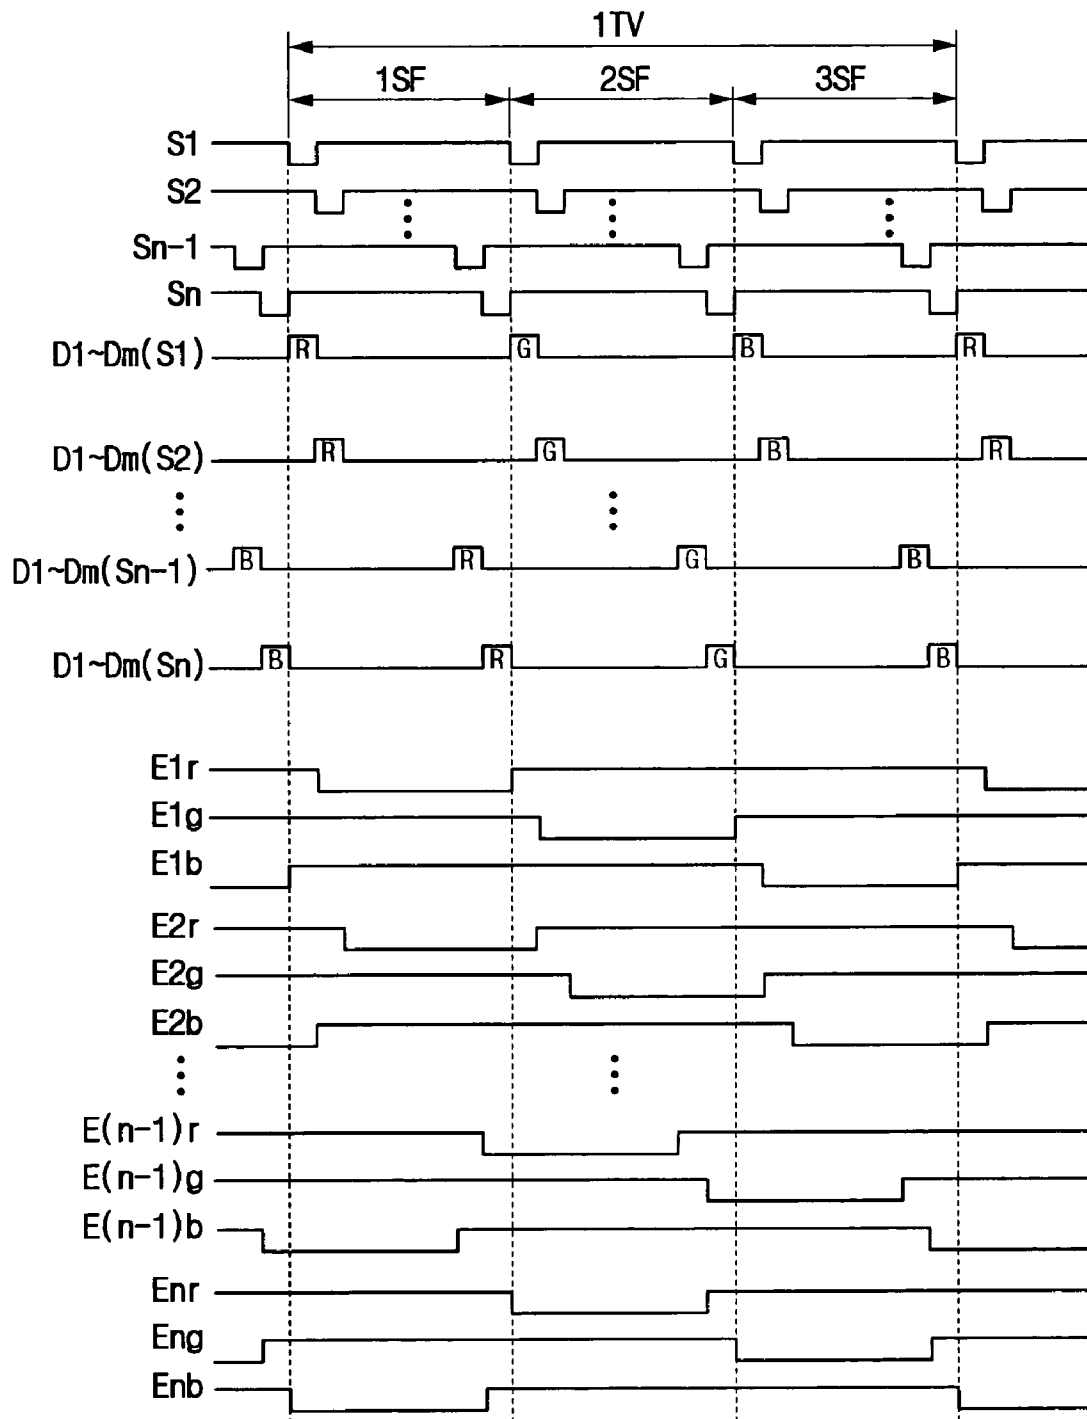 1TV
1SF 2SF 3SF
S1
S2
Sn-1
Sn
D1~Dm(S1) R G B R
D1~Dm(S2) R G B R
D1~Dm(Sn-1) B R G B
D1~Dm(Sn) B R G B
E1r
E1g
E1b
E2r
E2g
E2b
E(n-1)r
E(n-1)g
E(n-1)b
Enr
Eng
Enb